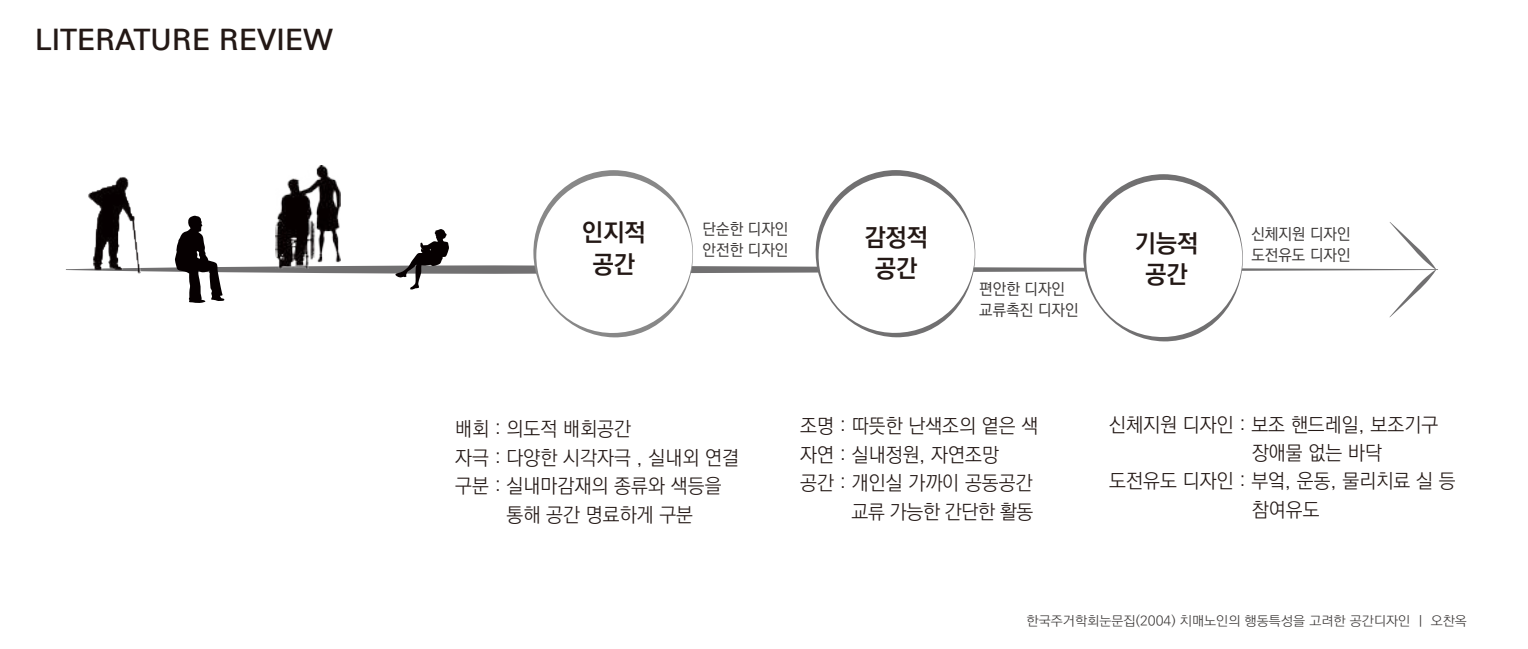 LITERATURE REVIEW
인지적
공간
단순한 디자인
안전한 디자인
감정적
공간
편안한 디자인
교류촉진 디자인
기능적
공간
신체지원 디자인
도전유도 디자인
배회 : 의도적 배회공간
자극 : 다양한 시각자극 , 실내외 연결
구분 : 실내마감재의 종류와 색등을
통해 공간 명료하게 구분
조명 : 따뜻한 난색조의 옅은 색
자연 : 실내정원, 자연조망
공간 : 개인실 가까이 공동공간
교류 가능한 간단한 활동
신체지원 디자인 : 보조 핸드레일, 보조기구
장애물 없는 바닥
도전유도 디자인 : 부엌, 운동, 물리치료 실 등
참여유도
한국주거학회눈문집(2004) 치매노인의 행동특성을 고려한 공간디자인 | 오찬옥